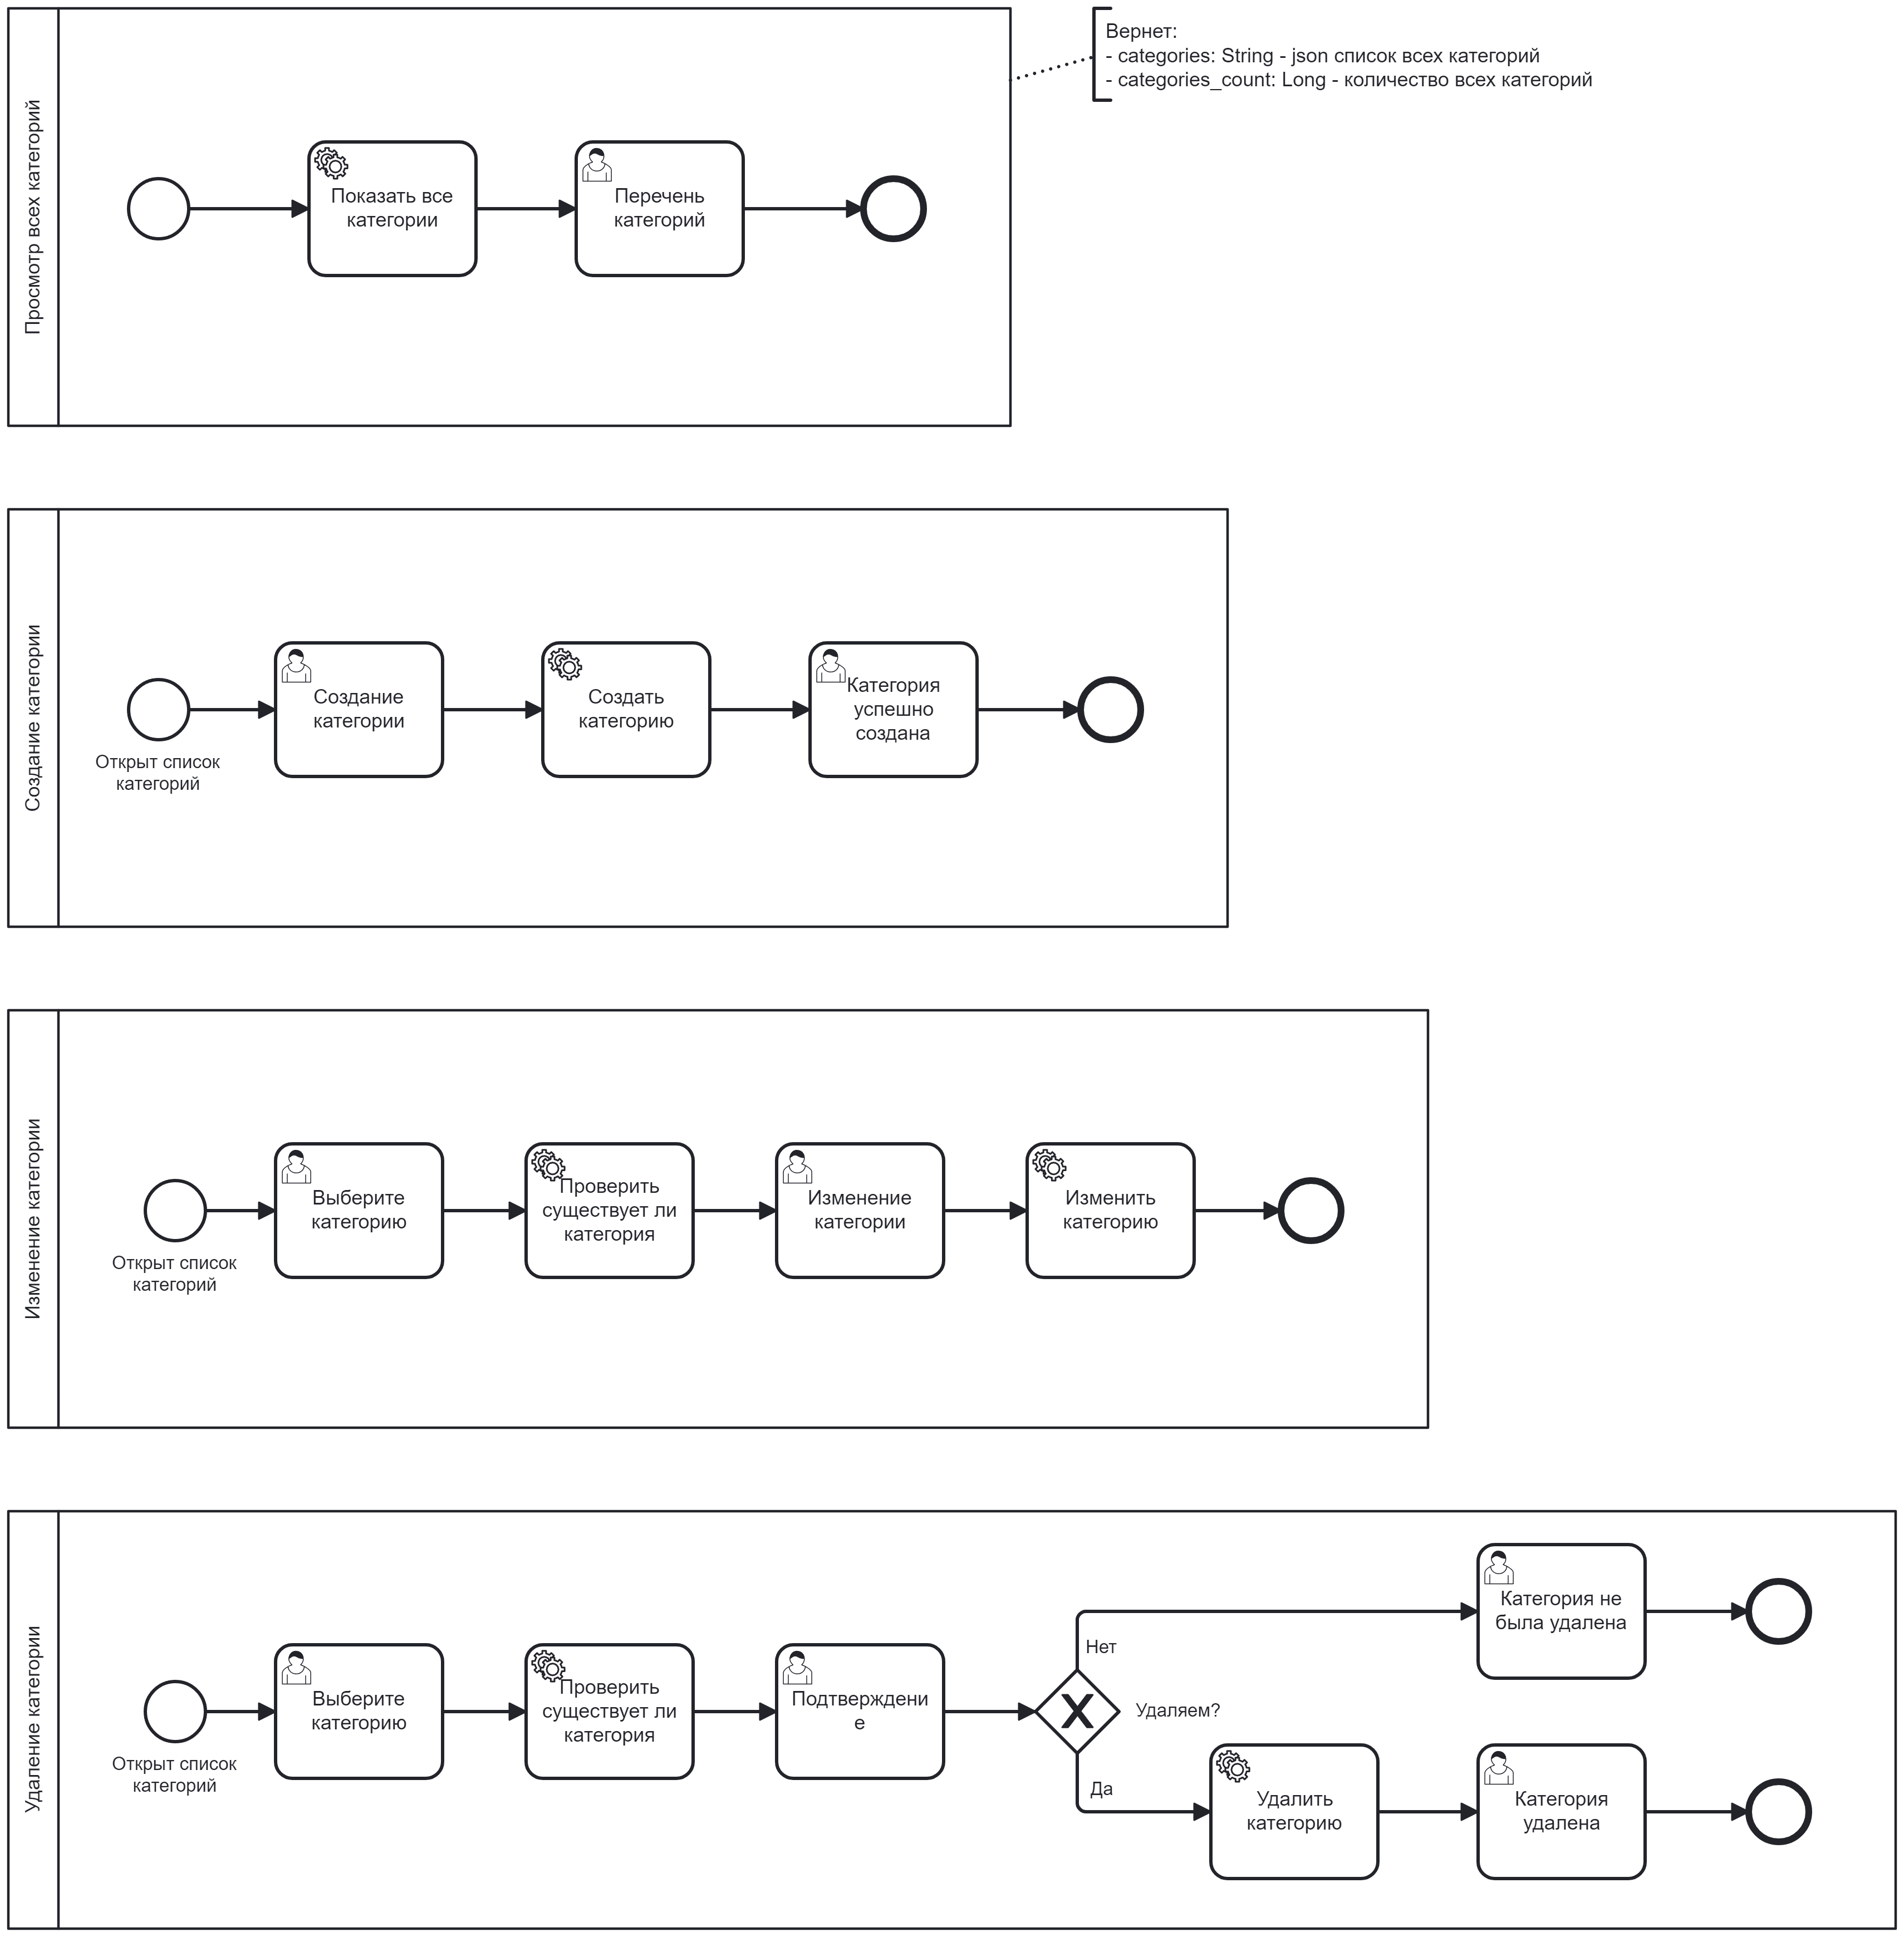 Просмотр всех категорий
Показать все
категории
Перечень
категорий
Вернет:
- categories: String - json список всех категорий
- categories_count: Long - количество всех категорий
Создание категории
Открыт список
категорий
Создание
категории
Создать
категорию
Категория
успешно
создана
Изменение категории
Открыт список
категорий
Выберите
категорию
Проверить
существует ли
категория
Изменение
категории
Изменить
категорию
Удаление категории
Открыт список
категорий
Выберите
категорию
Проверить
существует ли
категория
Подтверждени
е
Удаляем?
Нет
Категория не
была удалена
Да
Удалить
категорию
Категория
удалена